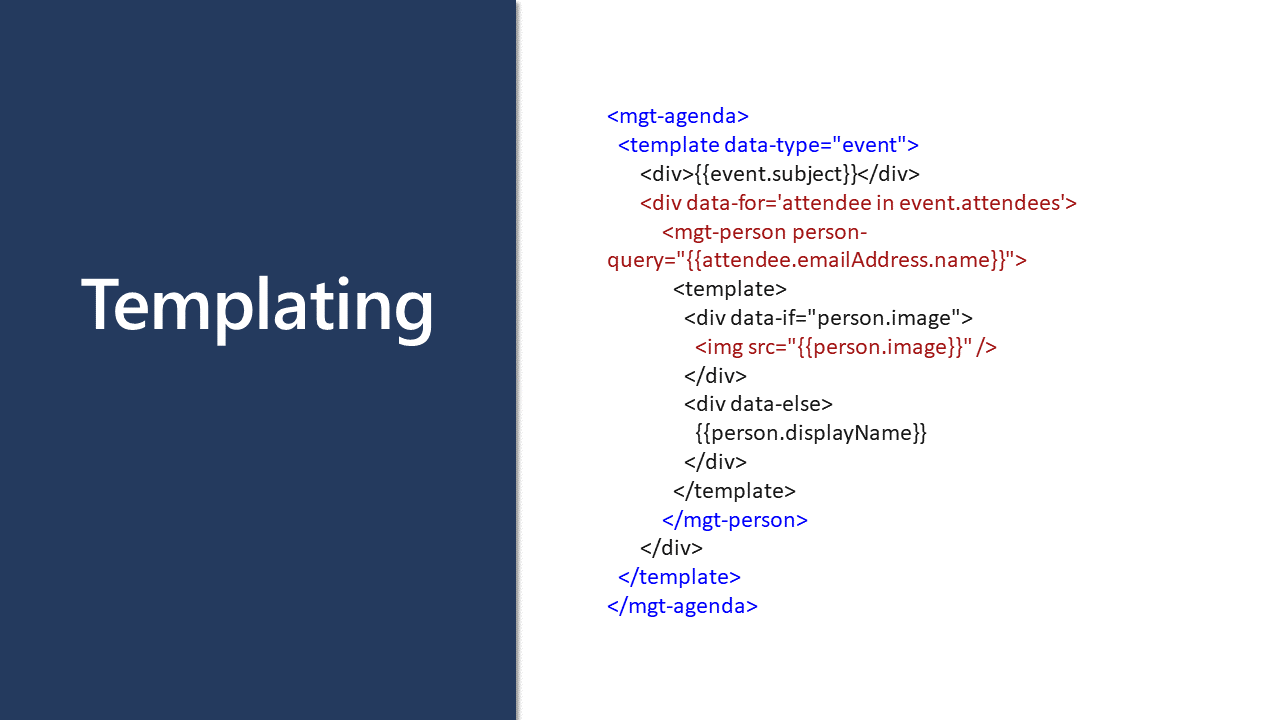 Templating
<mgt-agenda>
<template data-type="event">
<div>{{event.subject}}</div>
<div data-for='attendee in event.attendees'>
<mgt-person person-
query="{{attendee.emailAddress.name}}">
<template>
<div data-if="person.image">
<img src="{{person.image}}" />
</div>
<div data-else>
{{person.displayName}}
</div>
</template>
</mgt-person>
</div>
</template>
</mgt-agenda>